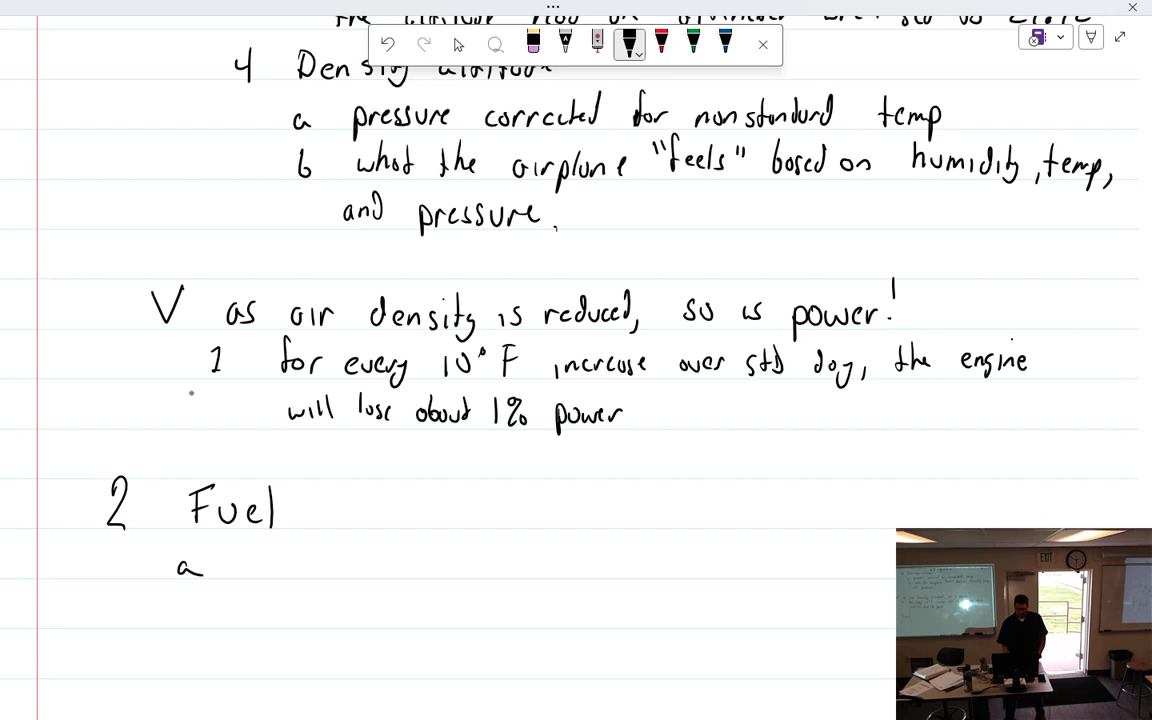 4 Density altitude
a pressure corrected for nonstandard temp
b what the airplane "feels" based on humidity, temp,
and pressure.
V as air density is reduced, so is power!
1 for every 10° F increase over std day, the engine
will lose about 1% power
2 Fuel
a
EXIT